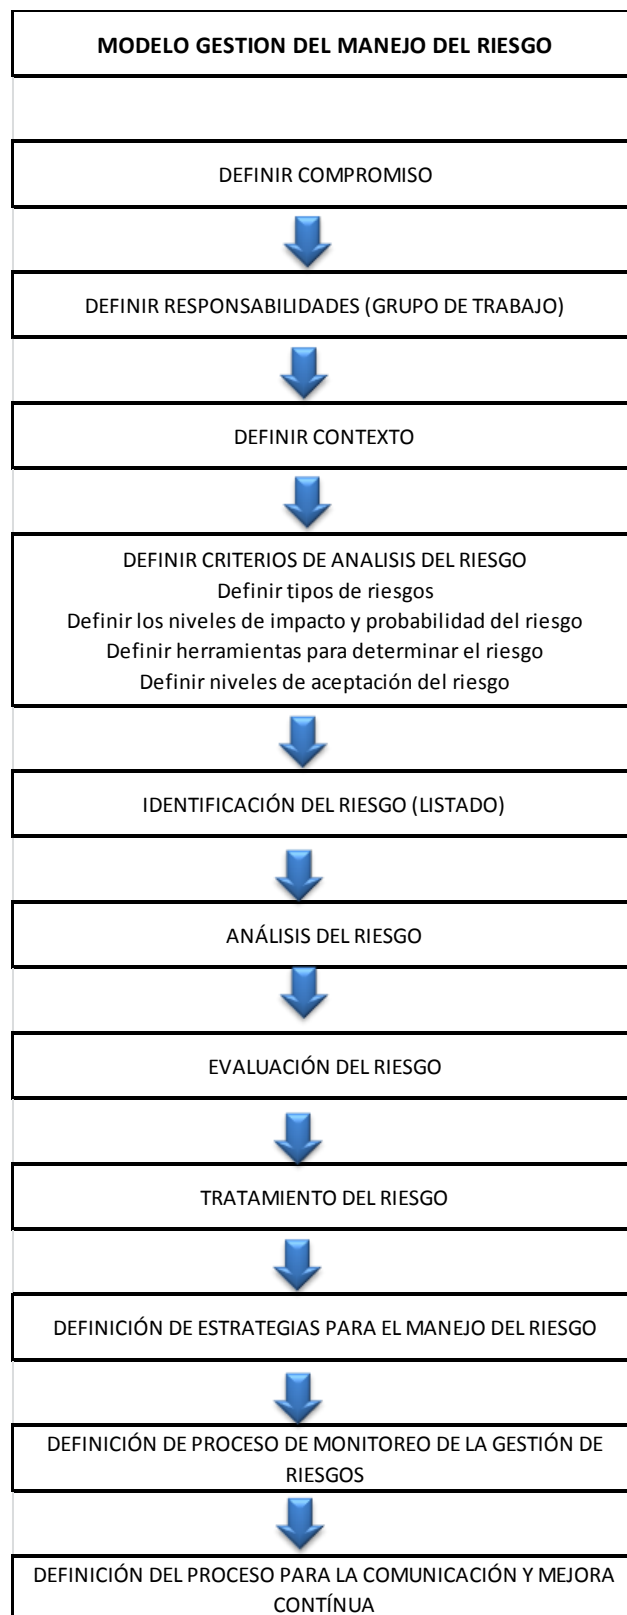 MODELO GESTION DEL MANEJO DEL RIESGO
DEFINIR COMPROMISO
DEFINIR RESPONSABILIDADES (GRUPO DE TRABAJO)
DEFINIR CONTEXTO
DEFINIR CRITERIOS DE ANALISIS DEL RIESGO
Definir tipos de riesgos
Definir los niveles de impacto y probabilidad del riesgo
Definir herramientas para determinar el riesgo
Definir niveles de aceptación del riesgo
IDENTIFICACIÓN DEL RIESGO (LISTADO)
ANÁLISIS DEL RIESGO
EVALUACIÓN DEL RIESGO
TRATAMIENTO DEL RIESGO
DEFINICIÓN DE ESTRATEGIAS PARA EL MANEJO DEL RIESGO
DEFINICIÓN DE PROCESO DE MONITOREO DE LA GESTIÓN DE
RIESGOS
DEFINICIÓN DEL PROCESO PARA LA COMUNICACIÓN Y MEJORA
CONTÍNUA